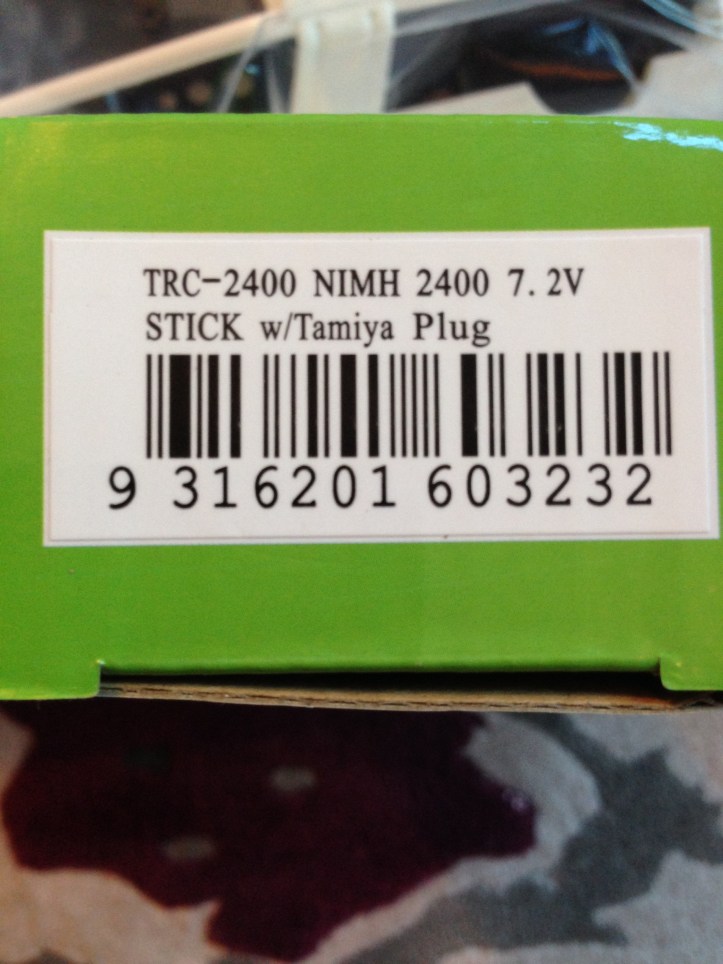 TRC-2400 NIMH 2400 7.2V
STICK w/Tamiya Plug
9 316201 603232